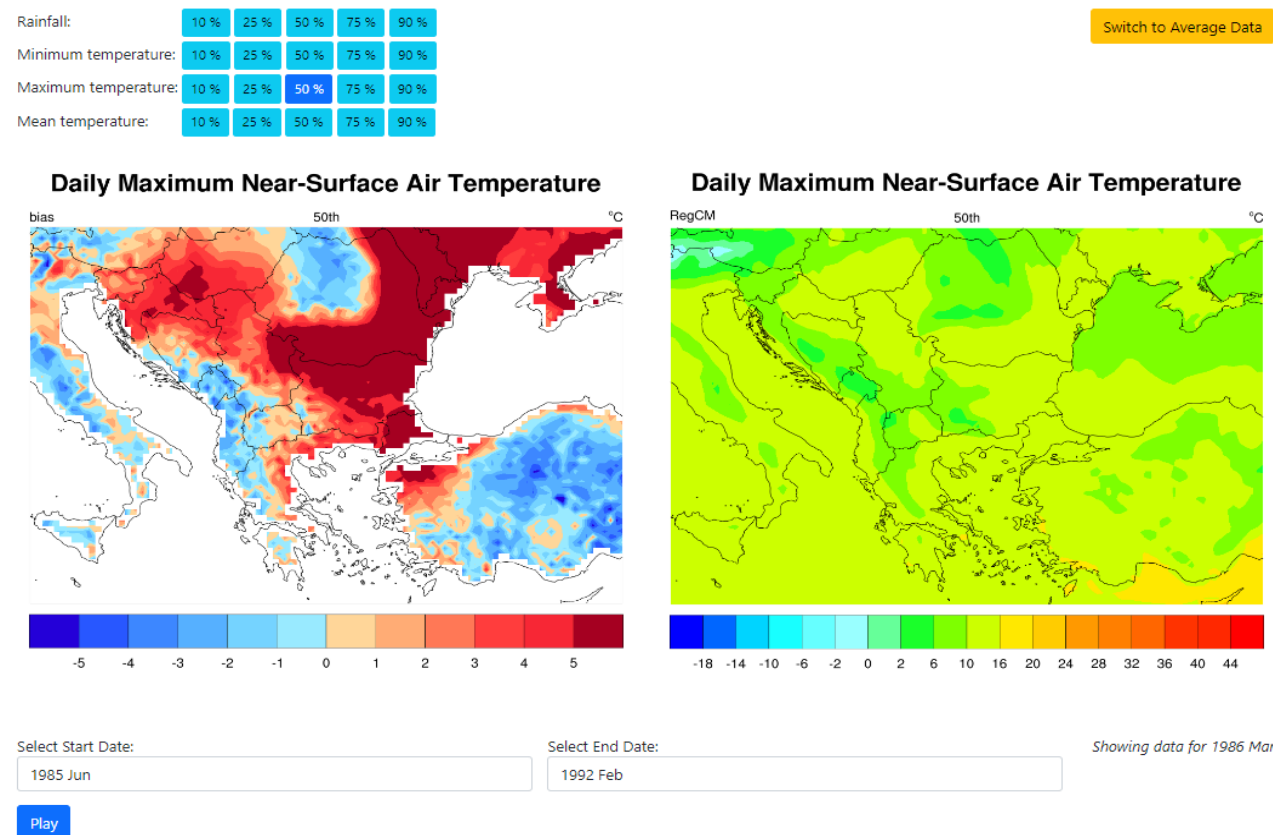 Rainfall: 10 % 25 % 50 % 75 % 90 %
Switch to Average Data
Minimum temperature: 10 % 25 % 50 % 75 % 90 %
Maximum temperature: 10 % 25 % 50 % 75 % 90 %
Mean temperature: 10 % 25 % 50 % 75 % 90 %
Daily Maximum Near-Surface Air Temperature
bias 50th °C
-5 -4 -3 -2 -1 0 1 2 3 4 5
Daily Maximum Near-Surface Air Temperature
RegCM 50th °C
-18 -14 -10 -6 -2 0 2 6 10 16 20 24 28 32 36 40 44
Select Start Date:
1985 Jun
Select End Date:
1992 Feb
Showing data for 1986 Mar
Play